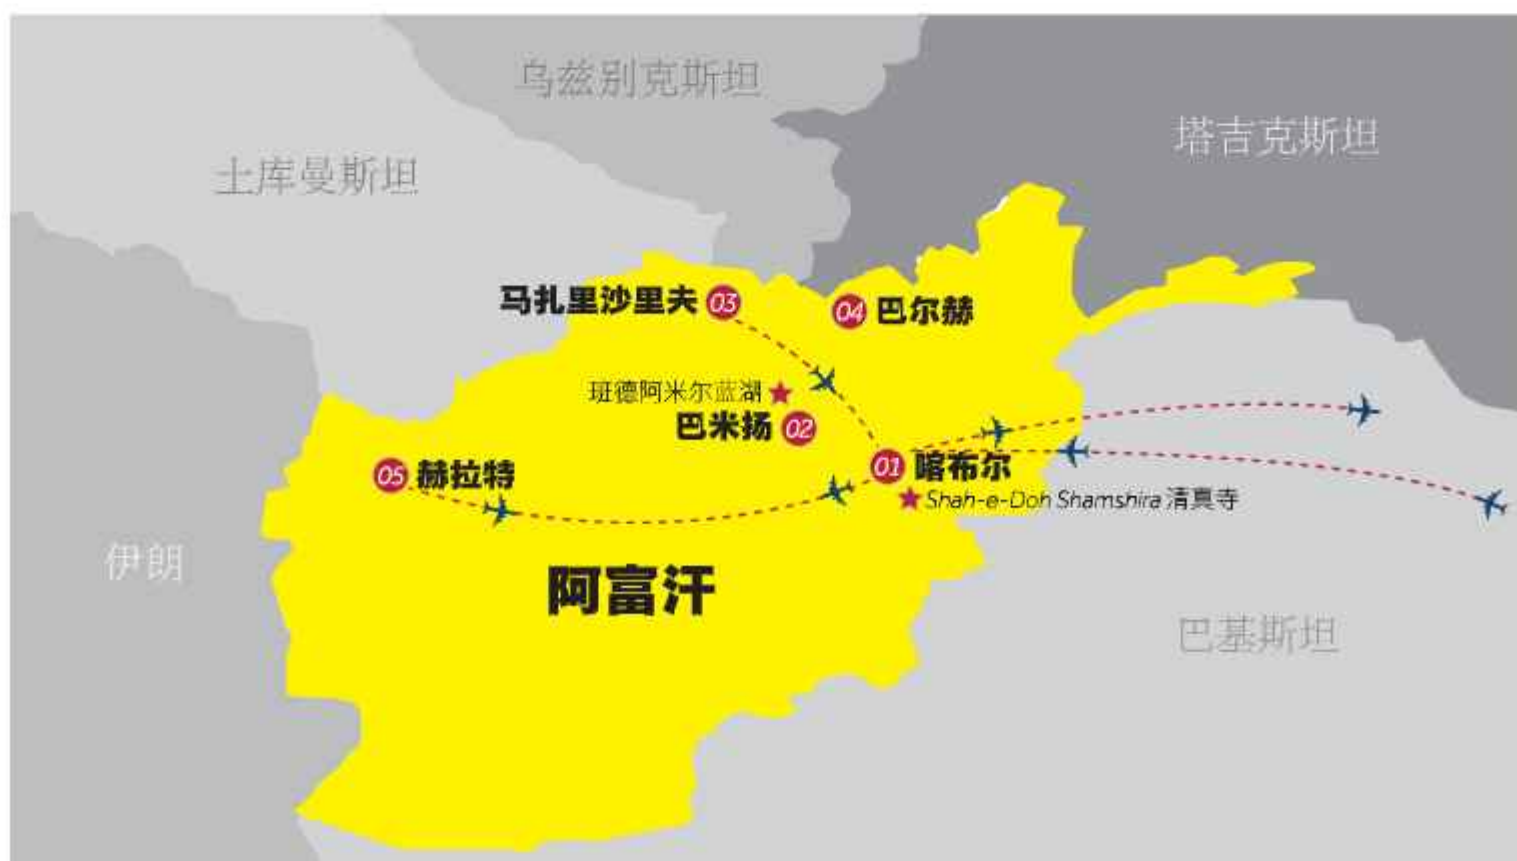 乌兹别克斯坦
塔吉克斯坦
土库曼斯坦
马扎里沙里夫 03
04 巴尔赫
班德阿米尔蓝湖
巴米扬 02
01 喀布尔
05 赫拉特
Shah-e-Doh Shamshira 清真寺
伊朗
阿富汗
巴基斯坦